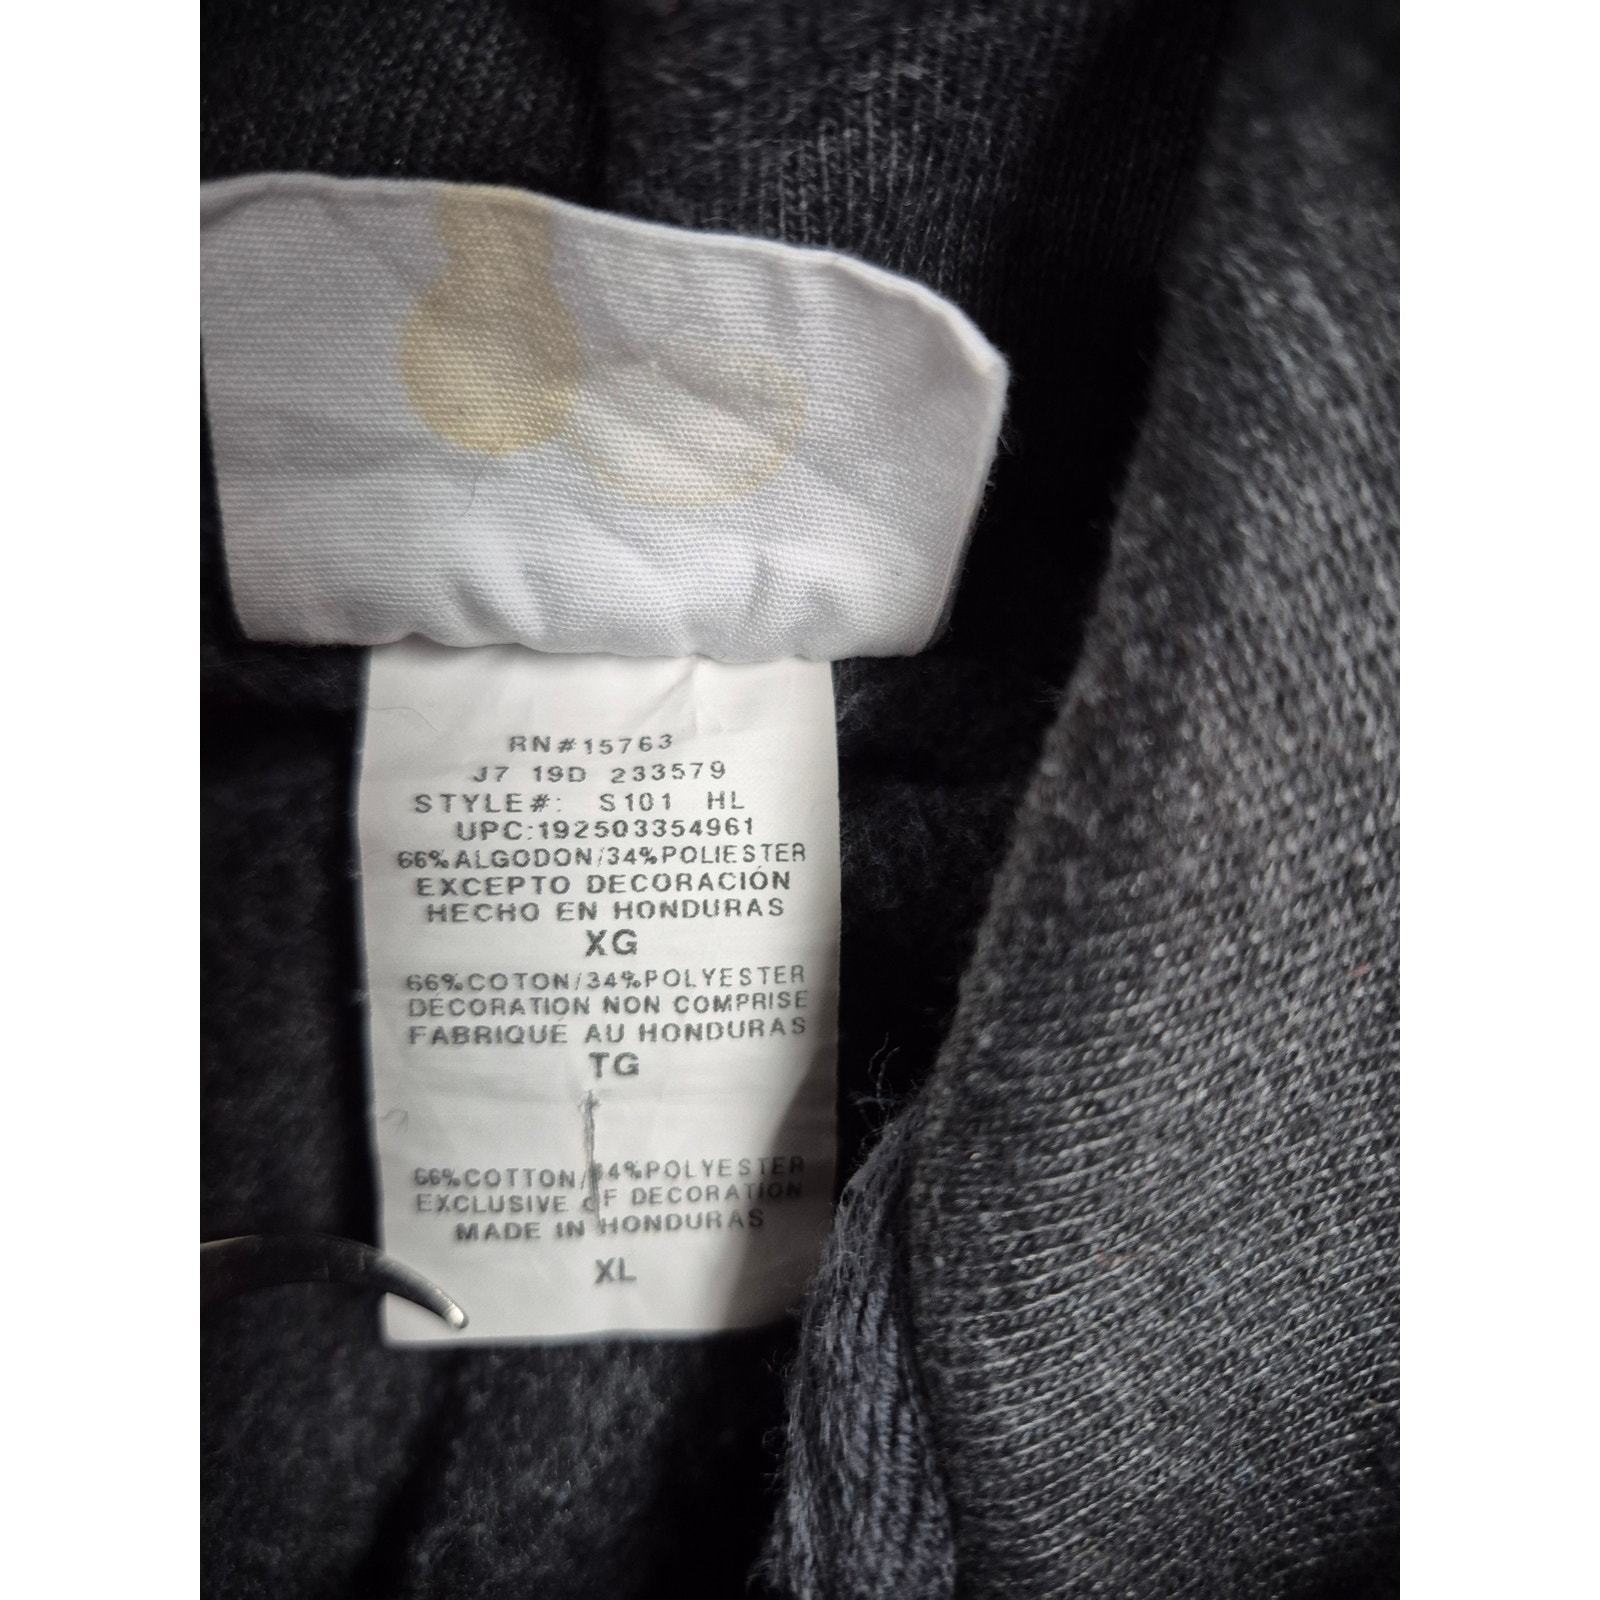 RN#15763
J7 19D 233579
STYLE#: S101 HL
UPC:192503354961
66%ALGODON/34%POLIESTER
EXCEPTO DECORACIÓN
HECHO EN HONDURAS
XG
66%COTON/34%POLYESTER
DECORATION NON COMPRISE
FABRIQUÉ AU HONDURAS
TG
66%COTTON/34%POLYESTER
EXCLUSIVE OF DECORATION
MADE IN HONDURAS
XL